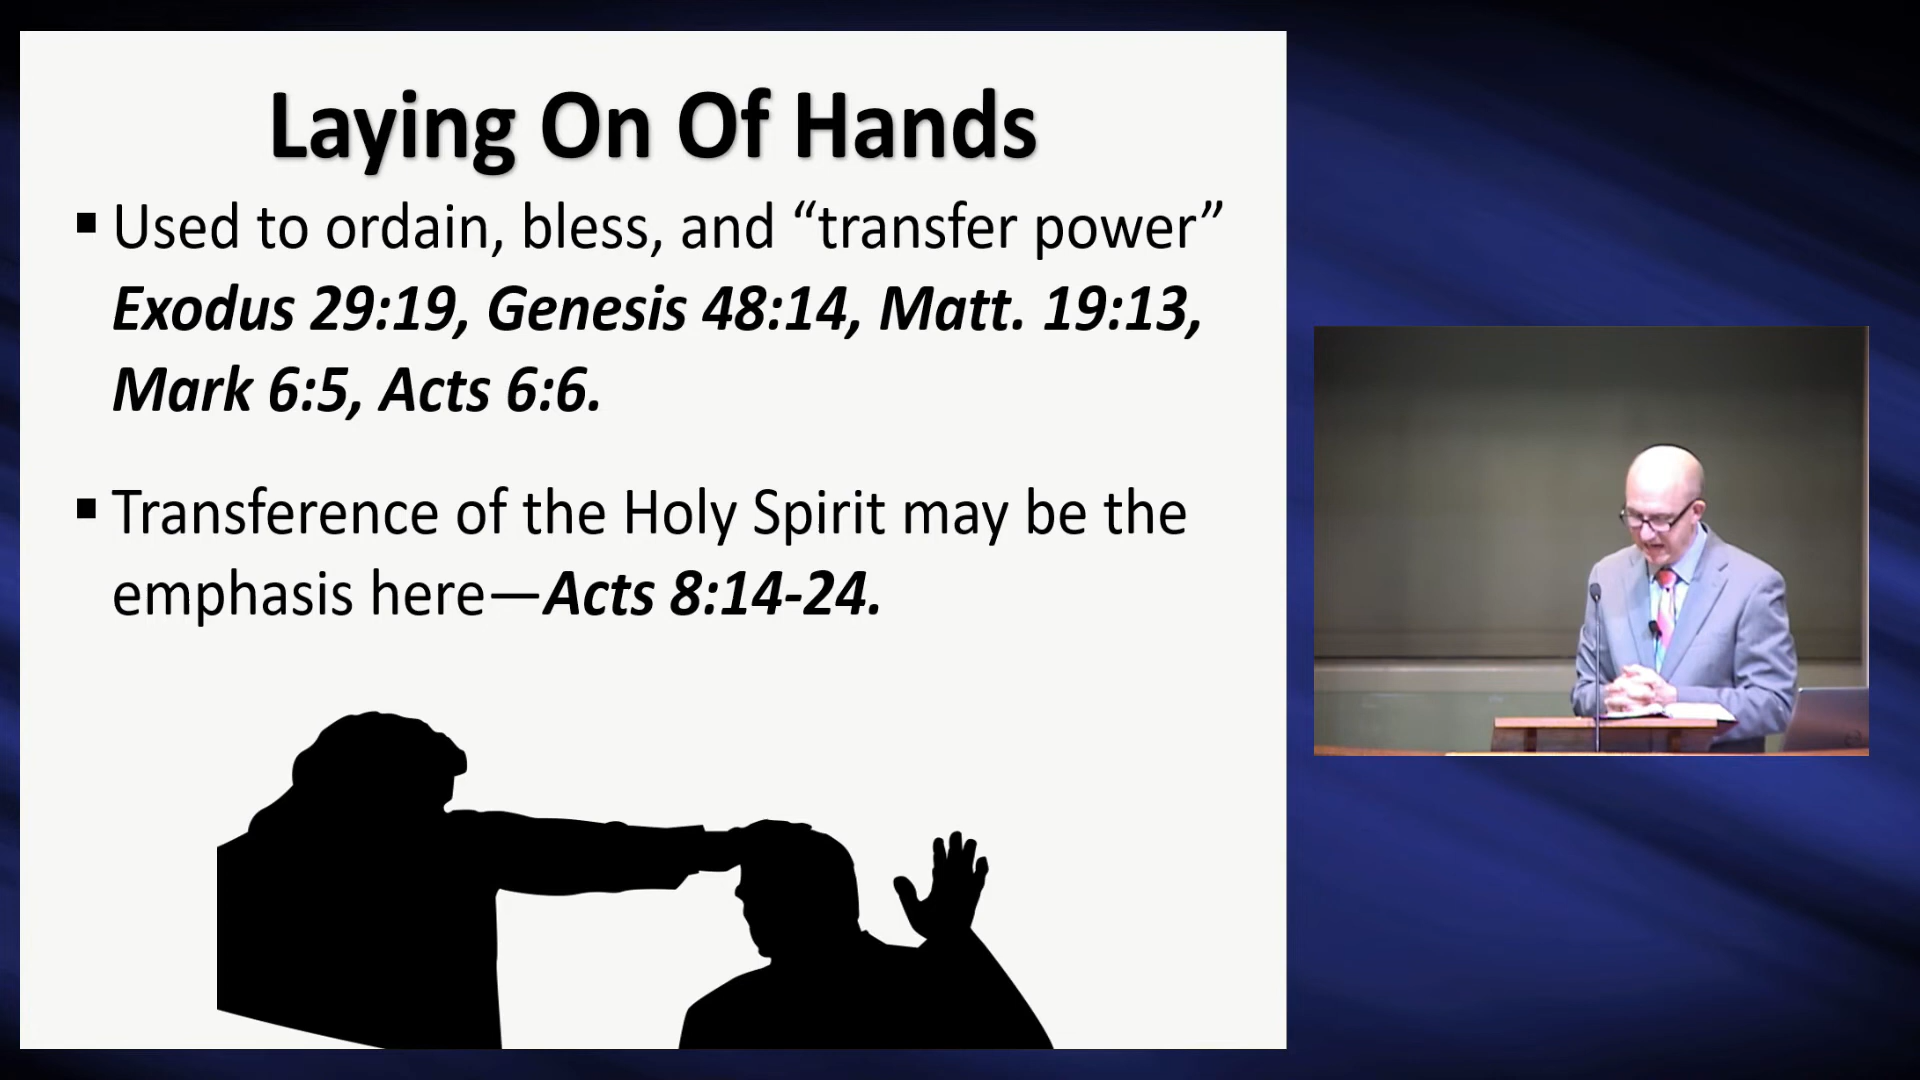 Laying On Of Hands
▪ Used to ordain, bless, and “transfer power”
Exodus 29:19, Genesis 48:14, Matt. 19:13,
Mark 6:5, Acts 6:6.
▪ Transference of the Holy Spirit may be the
emphasis here—Acts 8:14-24.